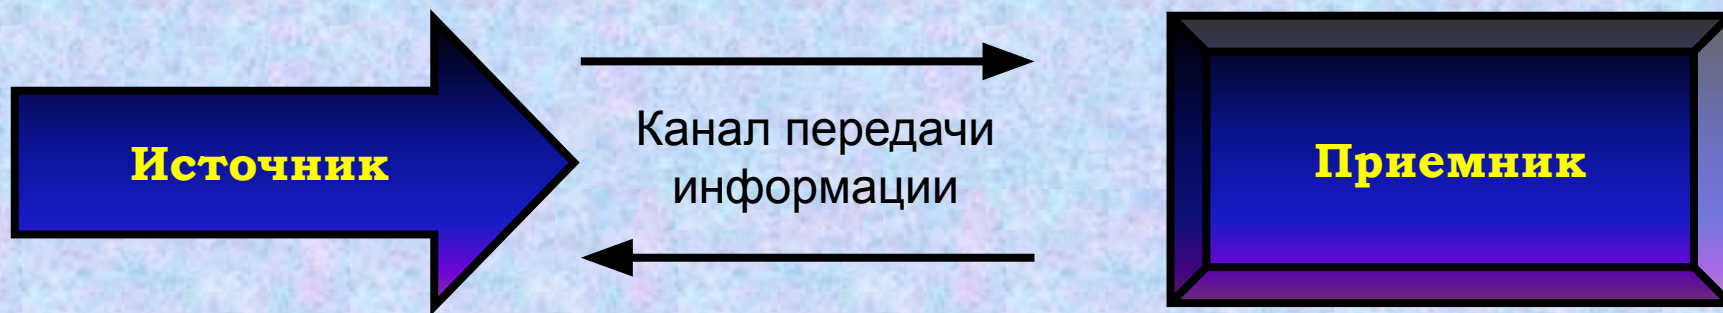 Источник
Канал передачи
информации
Приемник